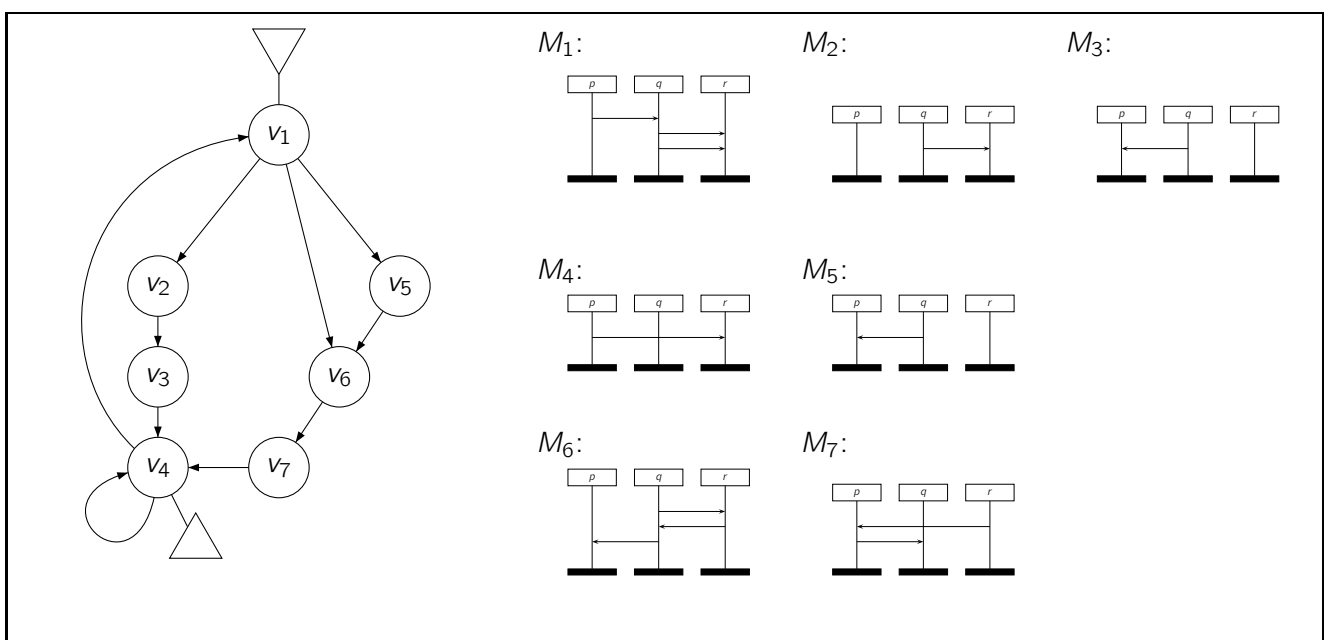 M₁: M₂: M₃:
p q r
p q r
p q r
v₁
v₂ v₅
M₄: M₅:
p q r
p q r
v₃ v₆
M₆: M₇:
v₄ v₇
p q r
p q r